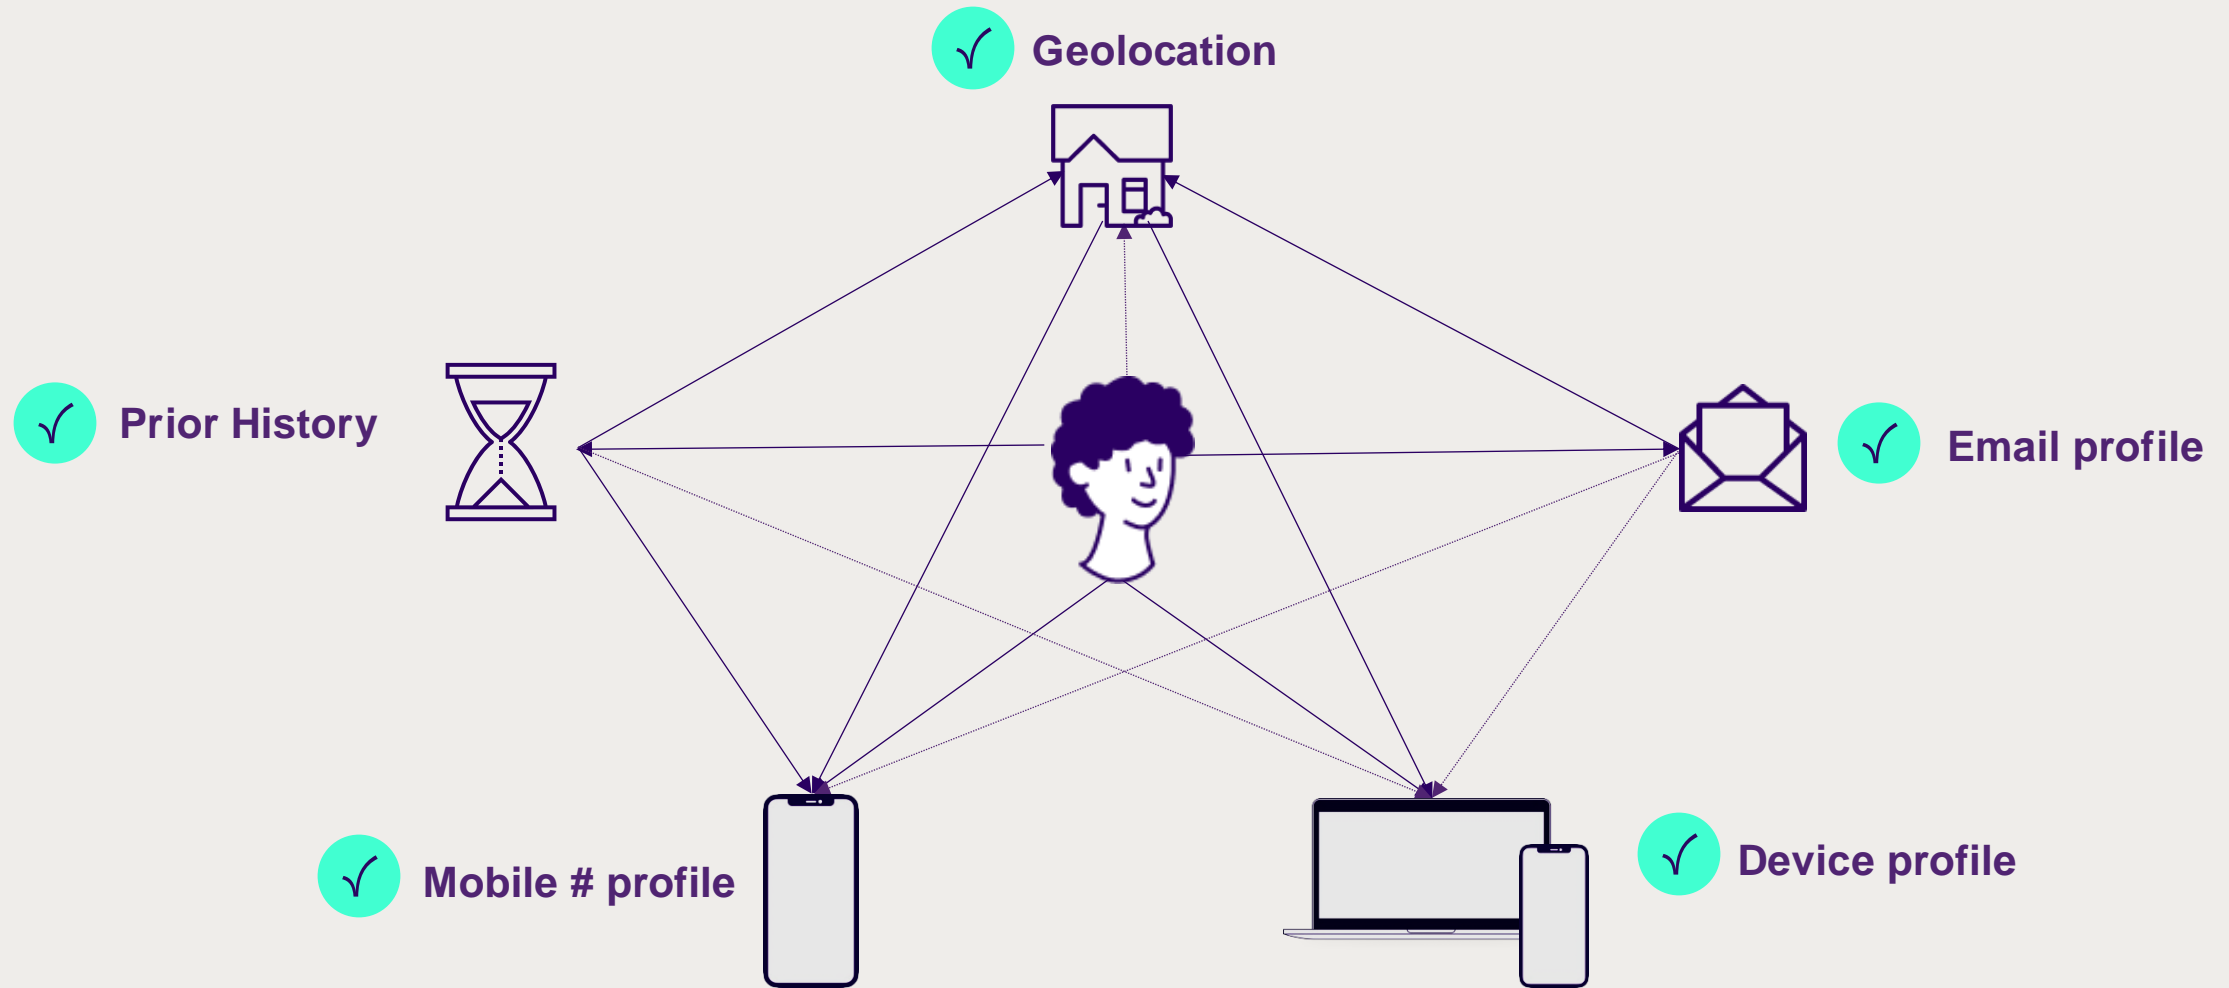 Geolocation
Prior History
Email profile
Mobile # profile
Device profile